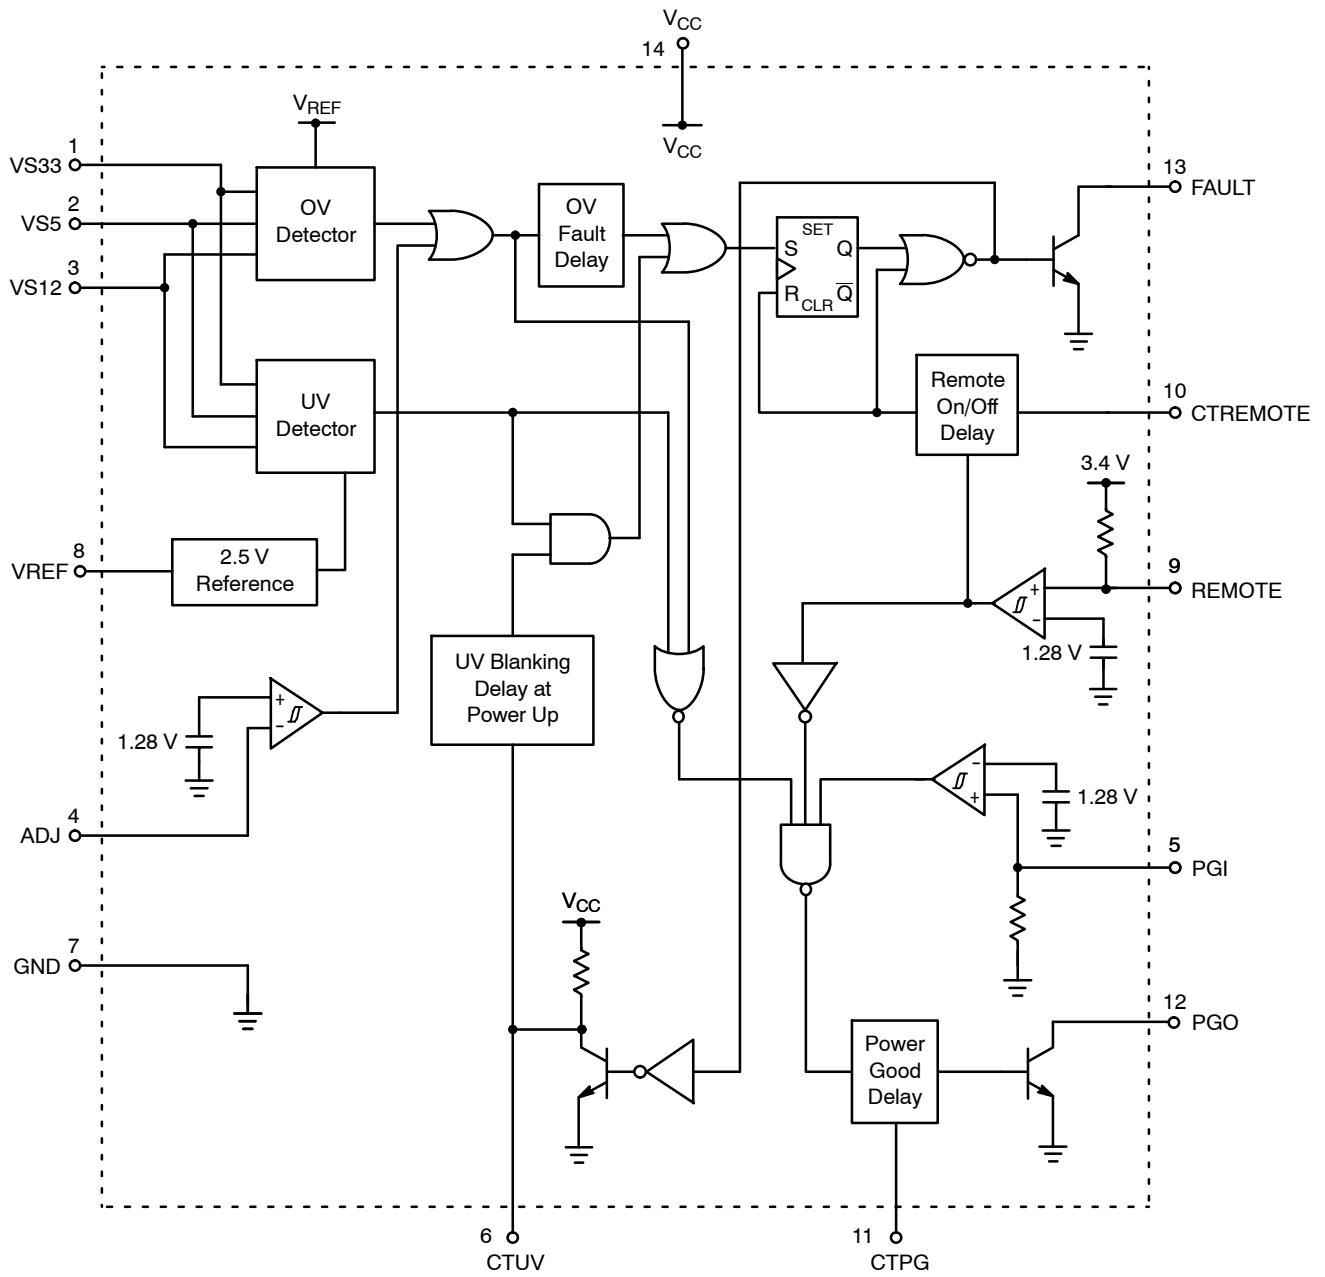 VCC
14
VCC
VREF
1
VS33
2
VS5
3
VS12
OV
Detector
OV
Fault
Delay
SET
S Q
R CLR Q̅
13
FAULT
UV
Detector
Remote
On/Off
Delay
10
CTREMOTE
3.4 V
8
VREF
2.5 V
Reference
9
REMOTE
+
−
1.28 V
UV Blanking
Delay at
Power Up
+
−
1.28 V
−
+
1.28 V
4
ADJ
5
PGI
VCC
7
GND
12
PGO
Power
Good
Delay
6
CTUV
11
CTPG